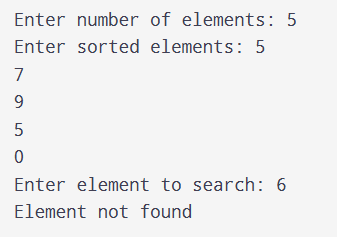 Enter number of elements: 5
Enter sorted elements: 5
7
9
5
0
Enter element to search: 6
Element not found